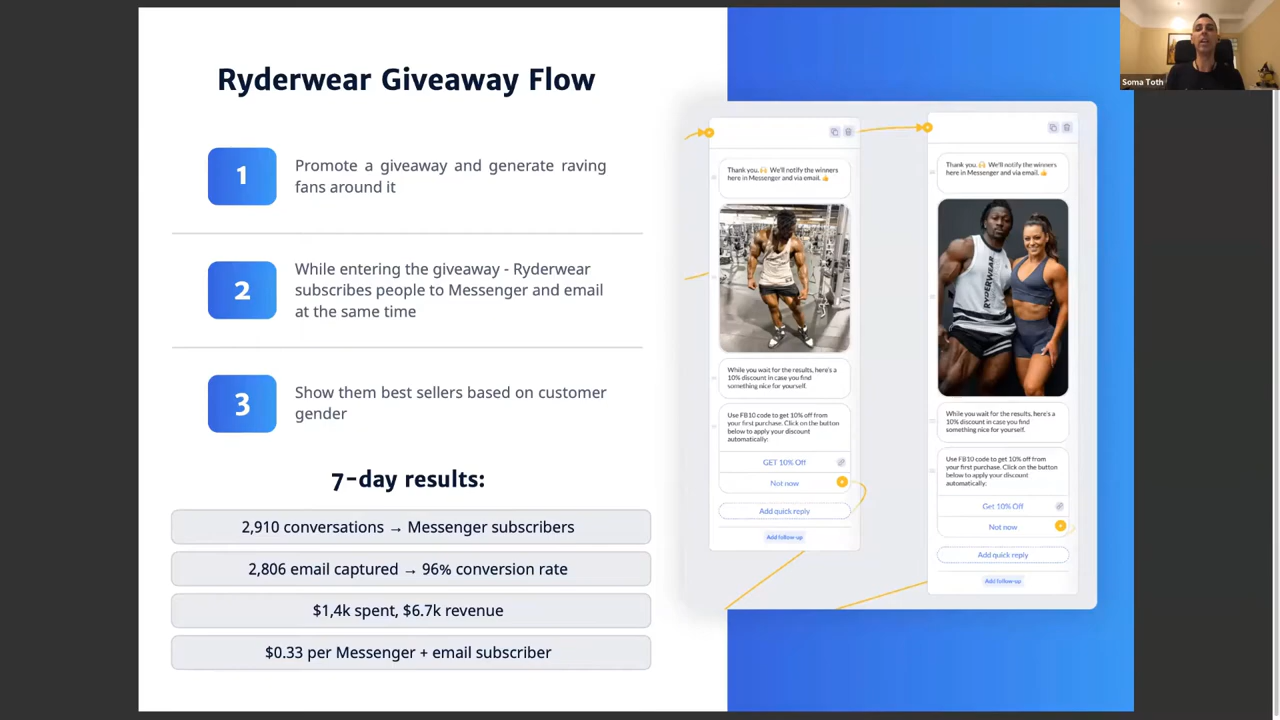 Ryderwear Giveaway Flow
1
Promote a giveaway and generate raving
fans around it
2
While entering the giveaway - Ryderwear
subscribes people to Messenger and email
at the same time
3
Show them best sellers based on customer
gender
7-day results:
2,910 conversations → Messenger subscribers
2,806 email captured → 96% conversion rate
$1,4k spent, $6.7k revenue
$0.33 per Messenger + email subscriber
Thank you. 🙌 We'll notify the winners
here in Messenger and via email. 👍
While you wait for the results, here's a
10% discount in case you find
something nice for yourself.
Use FB10 code to get 10% off from
your first purchase. Click on the button
below to apply your discount
automatically:
GET 10% Off
Not now
Add quick reply
Add follow-up
Thank you. 🙌 We'll notify the winners
here in Messenger and via email. 👍
RYDERWEAR
While you wait for the results, here's a
10% discount in case you find
something nice for yourself.
Use FB10 code to get 10% off from
your first purchase. Click on the button
below to apply your discount
automatically:
Get 10% Off
Not now
Add quick reply
Add follow-up
Soma Toth